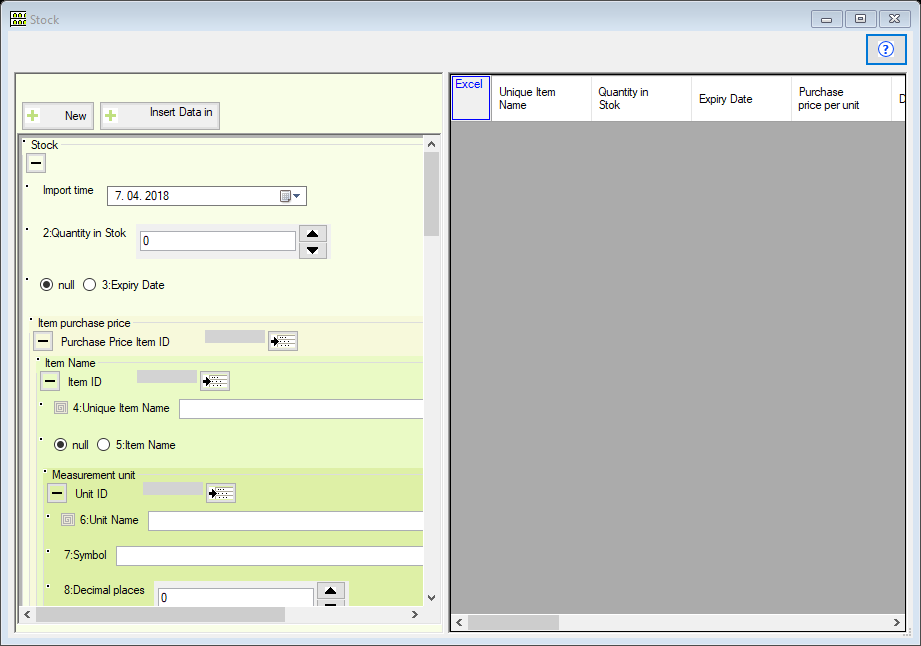 Stock
?
New
Insert Data in
Stock
Import time
7. 04. 2018
2:Quantity in Stok
0
null
3:Expiry Date
Item purchase price
Purchase Price Item ID
Item Name
Item ID
4:Unique Item Name
null
5:Item Name
Measurement unit
Unit ID
6:Unit Name
7:Symbol
8:Decimal places
0
Excel
Unique Item
Name
Quantity in
Stok
Expiry Date
Purchase
price per unit
D